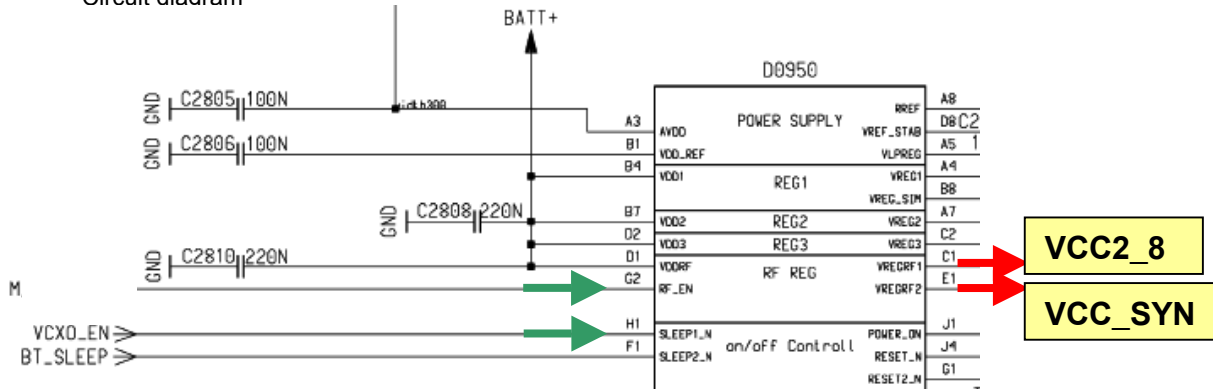 Circuit diagram
BATT+
D0950
GND C2805 100N
GND C2806 100N
GND C2808 220N
GND C2810 220N
A3 AVDD POWER SUPPLY RREF A8
B1 VDD_REF VREF_STAB D8 C2
VLPREG A5 1
B4 VDD1 REG1 VREG1 A4
VREG_SIM B8
B7 VDD2 REG2 VREG2 A7
D2 VDD3 REG3 VREG3 C2
D1 VDDRF RF REG VREGRF1 C1 VCC2_8
M G2 RF_EN VREGRF2 E1 VCC_SYN
VCXO_EN H1 SLEEP1_N on/off Controll POWER_ON J1
BT_SLEEP F1 SLEEP2_N RESET_N J4
RESET2_N G1